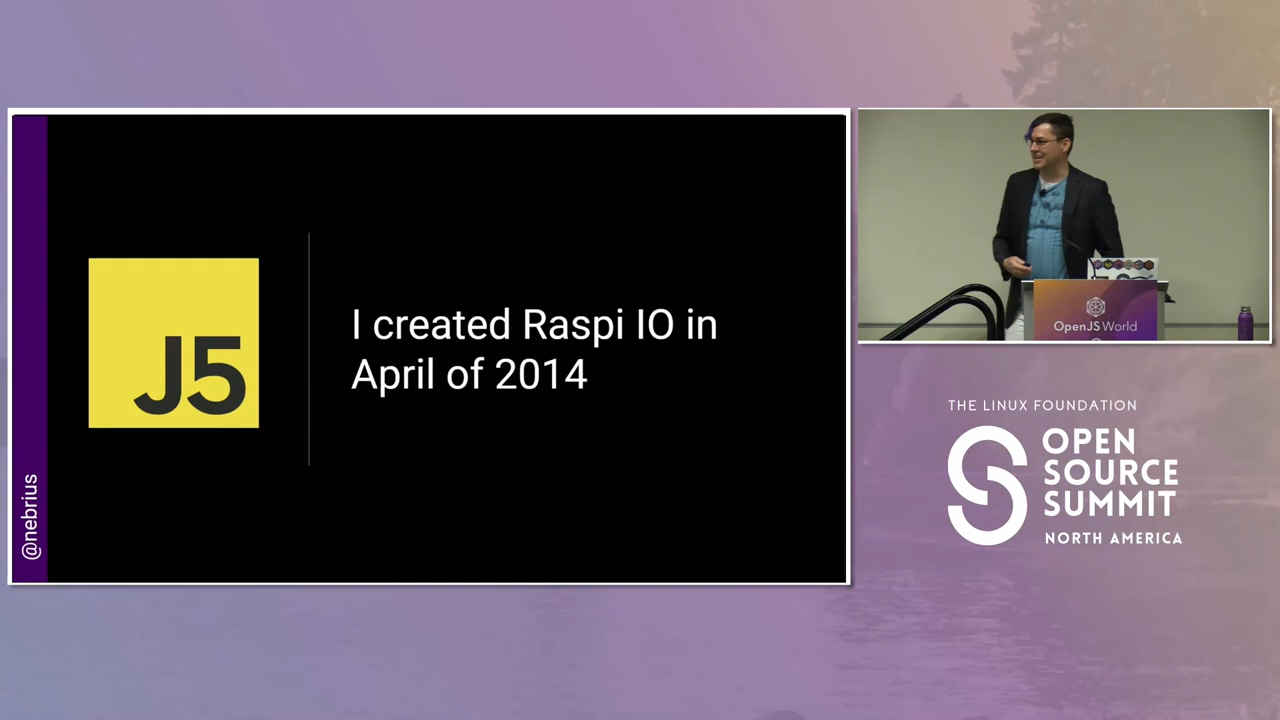 J5
I created Raspi IO in
April of 2014
@nebrius
OpenJS World
THE LINUX FOUNDATION
OPEN
SOURCE
SUMMIT
NORTH AMERICA